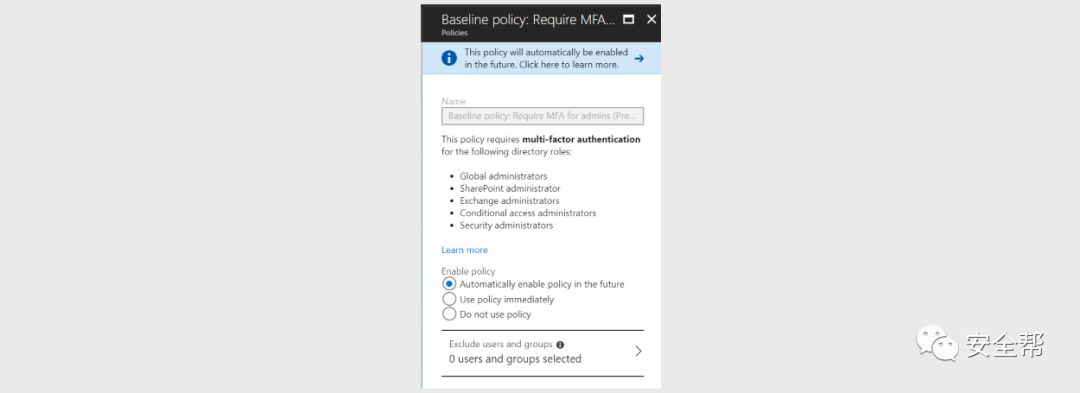 Baseline policy: Require MFA...
Policies
This policy will automatically be enabled
in the future. Click here to learn more.
Name
Baseline policy: Require MFA for admins (Pre...
This policy requires multi-factor authentication
for the following directory roles:
Global administrators
SharePoint administrator
Exchange administrators
Conditional access administrators
Security administrators
Learn more
Enable policy
Automatically enable policy in the future
Use policy immediately
Do not use policy
Exclude users and groups
0 users and groups selected
安全帮